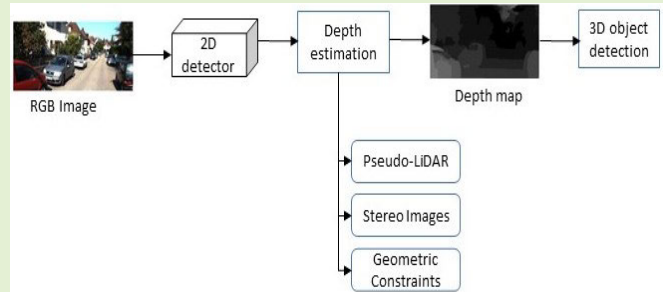 RGB Image
2D
detector
Depth
estimation
Depth map
3D object
detection
Pseudo-LiDAR
Stereo Images
Geometric
Constraints